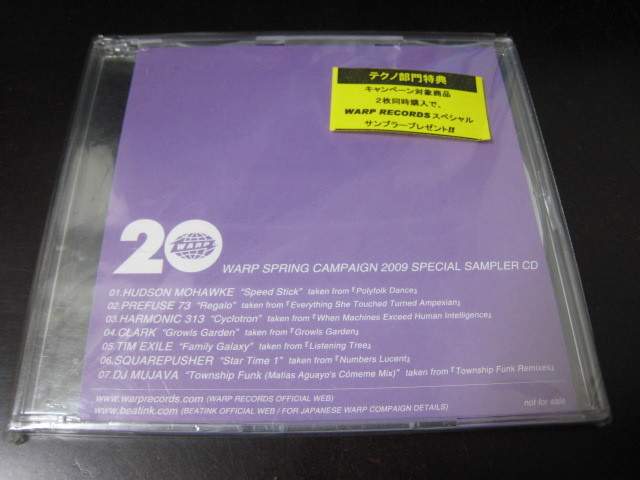 テクノ部門特典
キャンペーン対象商品
2枚同時購入で、
WARP RECORDSスペシャル
サンプラープレゼント!!
20
WARP
WARP SPRING CAMPAIGN 2009 SPECIAL SAMPLER CD
01.HUDSON MOHAWKE "Speed Stick" taken from『Polyfolk Dance』
02.PREFUSE 73 "Regalo" taken from『Everything She Touched Turned Ampexian』
03.HARMONIC 313 "Cyclotron" taken from『When Machines Exceed Human Intelligence』
04.CLARK "Growls Garden" taken from『Growls Garden』
05.TIM EXILE "Family Galaxy" taken from『Listening Tree』
06.SQUAREPUSHER "Star Time 1" taken from『Numbers Lucent』
07.DJ MUJAVA "Township Funk (Matias Aguayo's Cómeme Mix)" taken from『Township Funk Remixes』
www.warprecords.com (WARP RECORDS OFFICIAL WEB)
www.beatink.com (BEATINK OFFICIAL WEB / FOR JAPANESE WARP COMPAIGN DETAILS)
not for sale